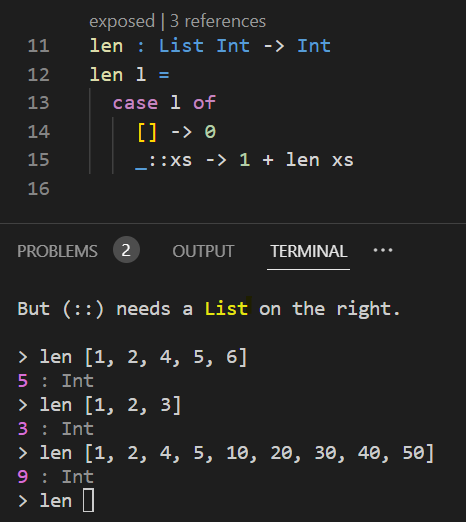 exposed | 3 references
11 len : List Int -> Int
12 len l =
13 case l of
14 [] -> 0
15 _::xs -> 1 + len xs
16
PROBLEMS 2 OUTPUT TERMINAL ...
But (::) needs a List on the right.
> len [1, 2, 4, 5, 6]
5 : Int
> len [1, 2, 3]
3 : Int
> len [1, 2, 4, 5, 10, 20, 30, 40, 50]
9 : Int
> len